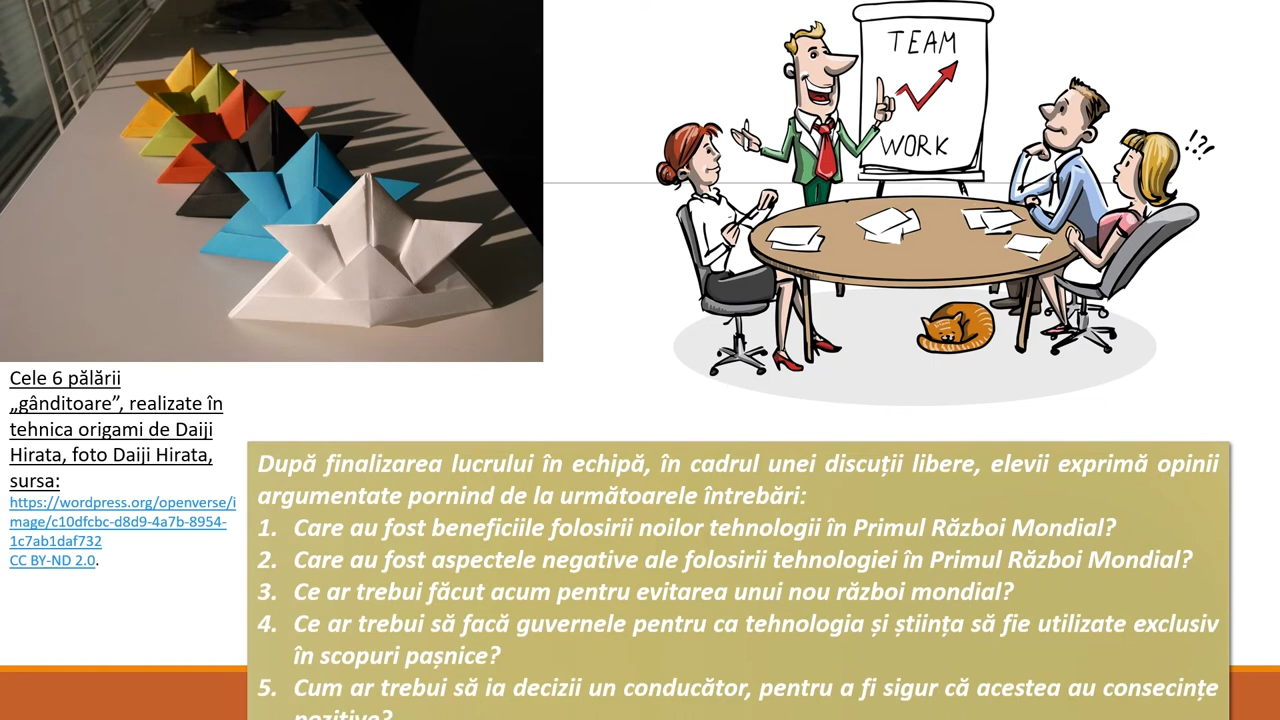 TEAM
WORK
!?!
Cele 6 pălării
„gânditoare”, realizate în
tehnica origami de Daiji
Hirata, foto Daiji Hirata,
sursa:
https://wordpress.org/openverse/i
mage/c10dfcbc-d8d9-4a7b-8954-
1c7ab1daf732
CC BY-ND 2.0.
După finalizarea lucrului în echipă, în cadrul unei discuții libere, elevii exprimă opinii
argumentate pornind de la următoarele întrebări:
1. Care au fost beneficiile folosirii noilor tehnologii în Primul Război Mondial?
2. Care au fost aspectele negative ale folosirii tehnologiei în Primul Război Mondial?
3. Ce ar trebui făcut acum pentru evitarea unui nou război mondial?
4. Ce ar trebui să facă guvernele pentru ca tehnologia și știința să fie utilizate exclusiv
în scopuri pașnice?
5. Cum ar trebui să ia decizii un conducător, pentru a fi sigur că acestea au consecințe
pozitive?